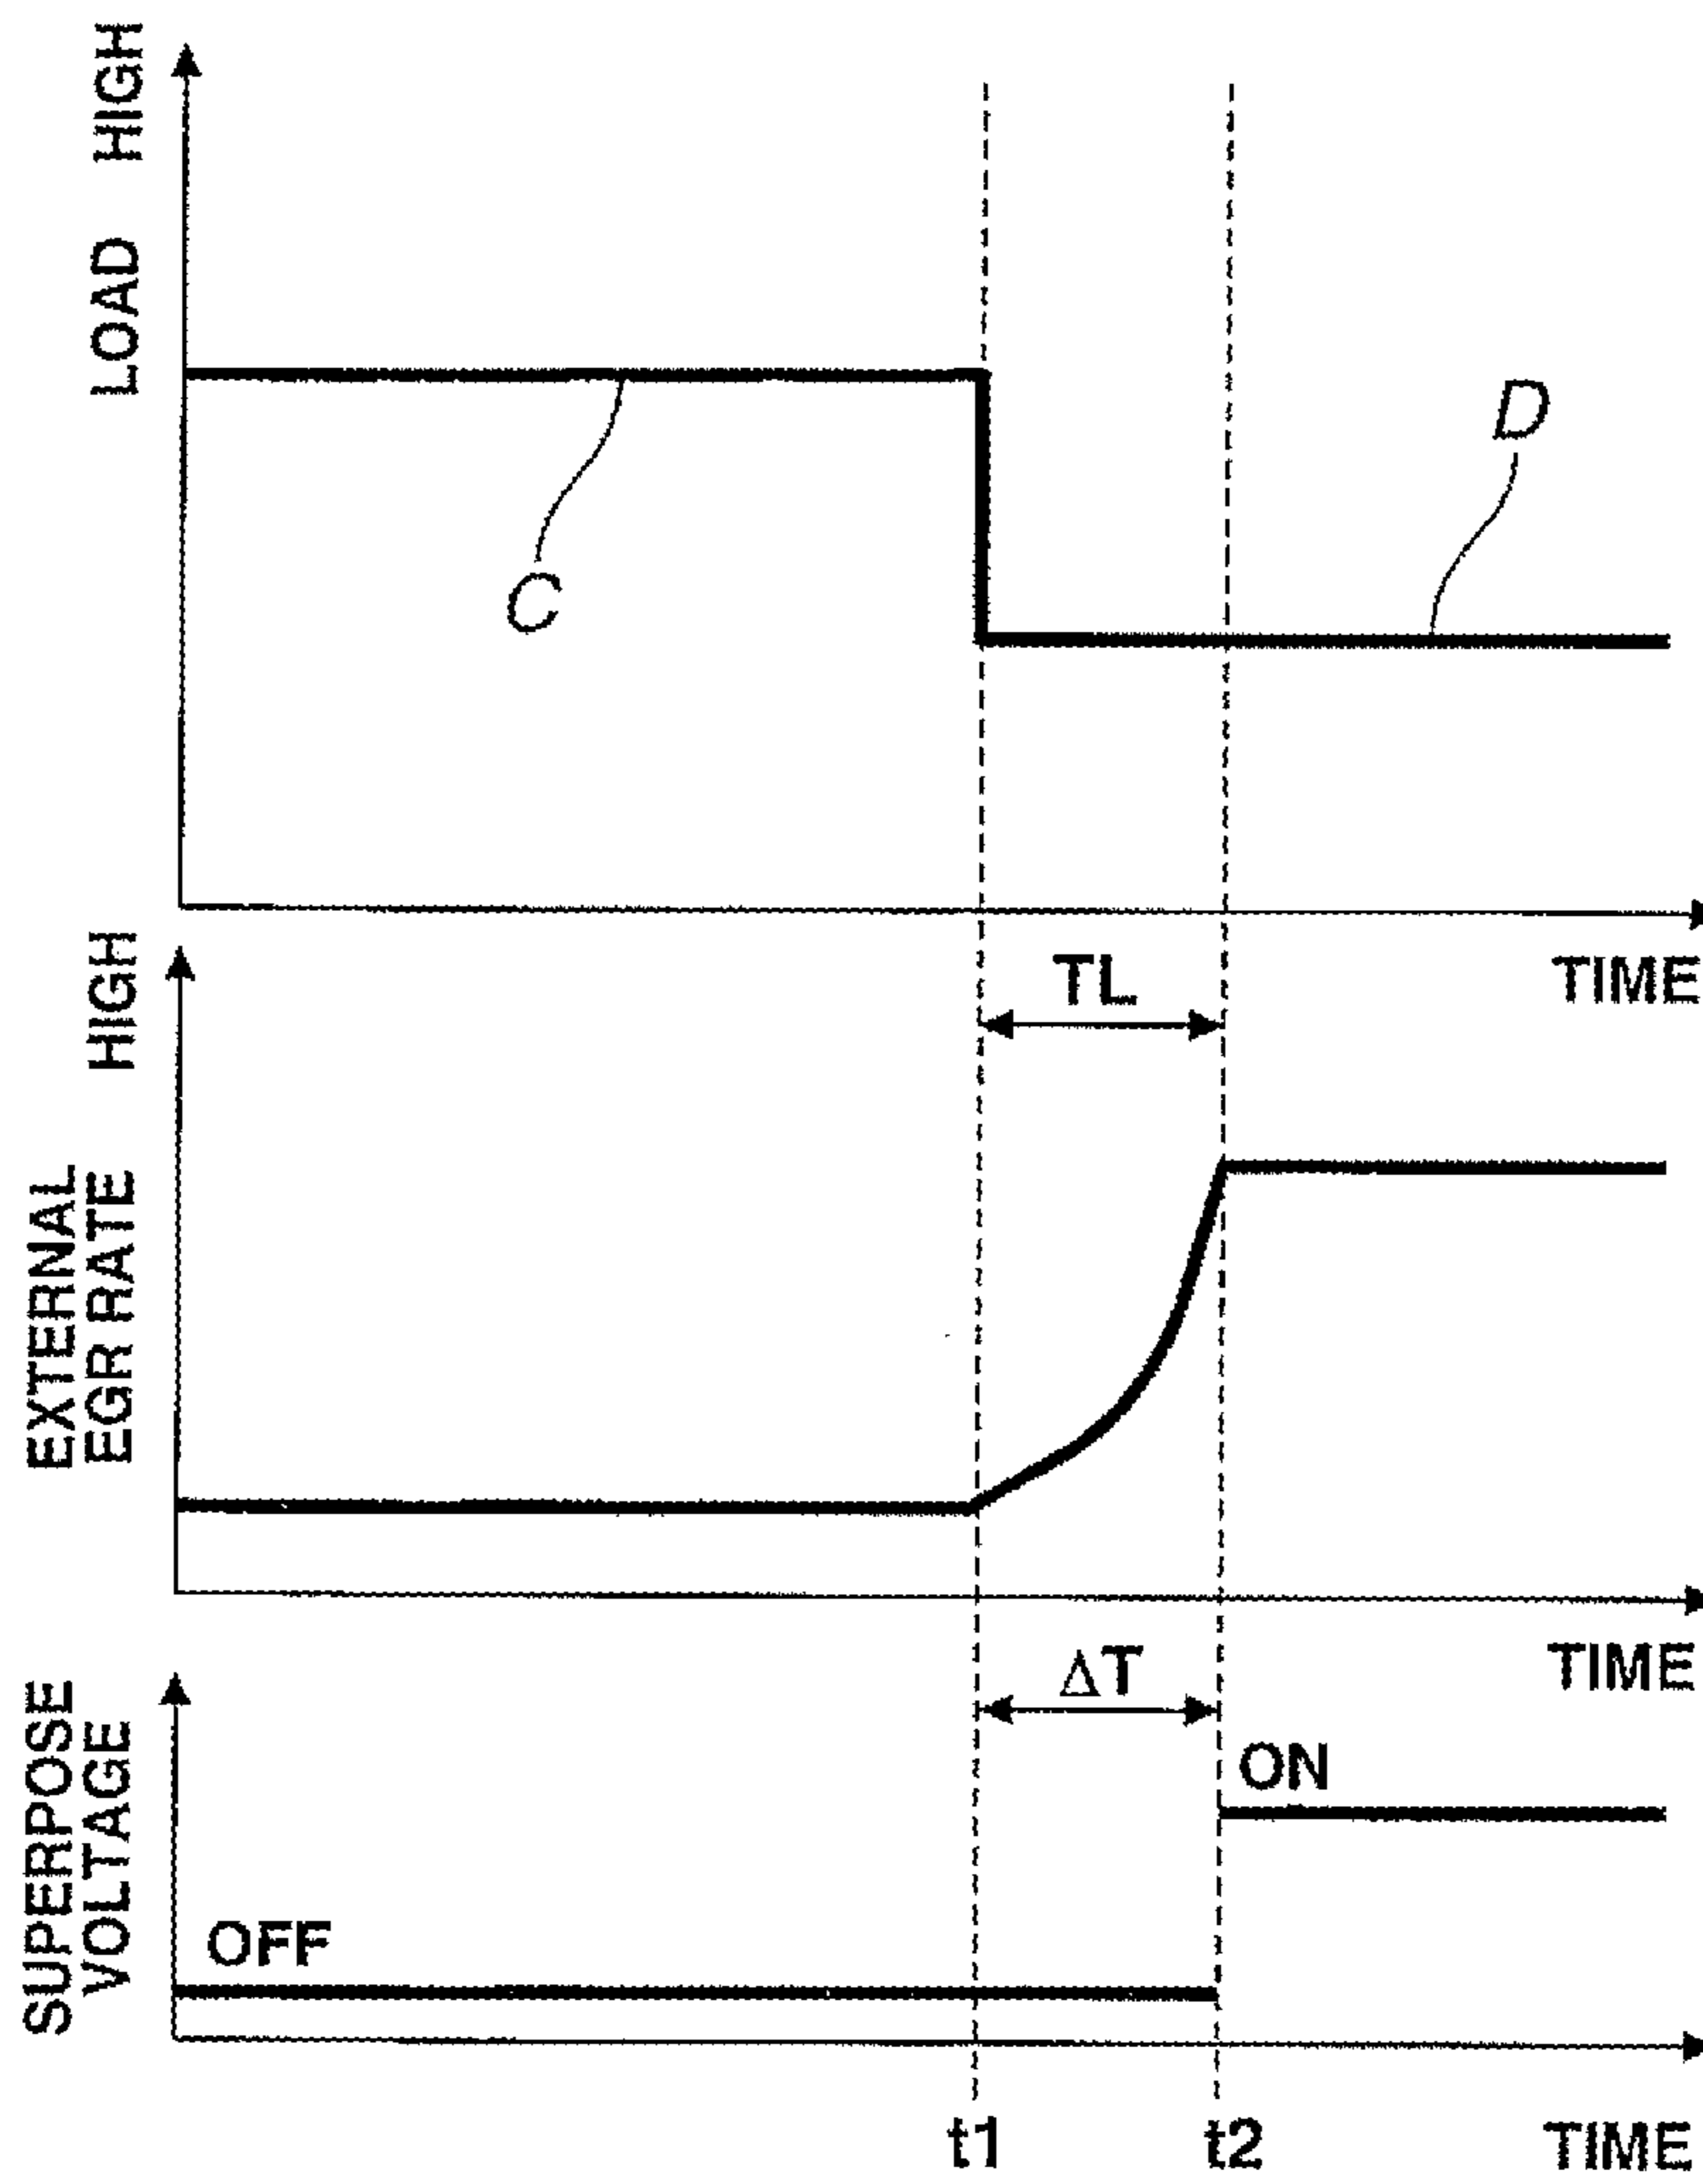 LOAD HIGH
C
D
TIME
EXTERNAL
EGR RATE HIGH
TL
TIME
SUPERPOSE
VOLTAGE
ΔT
ON
OFF
t1
t2
TIME